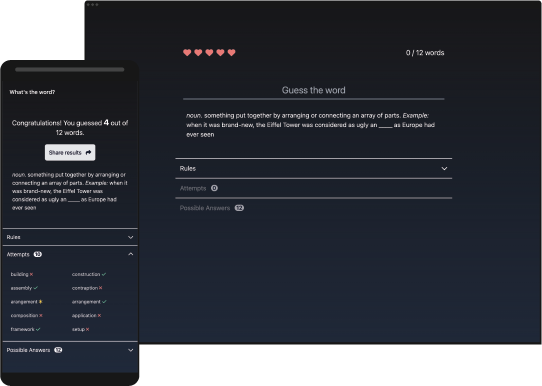 0 / 12 words
Guess the word
noun. something put together by arranging or connecting an array of parts. Example:
when it was brand-new, the Eiffel Tower was considered as ugly an ____ as Europe had
ever seen
Rules
Attempts 0
Possible Answers 12
What's the word?
Congratulations! You guessed 4 out of
12 words.
Share results
noun. something put together by arranging or
connecting an array of parts. Example: when it
was brand-new, the Eiffel Tower was
considered as ugly an ____ as Europe had
ever seen
Rules
Attempts 10
building × construction ✓
assembly ✓ contraption ×
arrangement arrangement ✓
composition × application ×
framework ✓ setup ×
Possible Answers 12